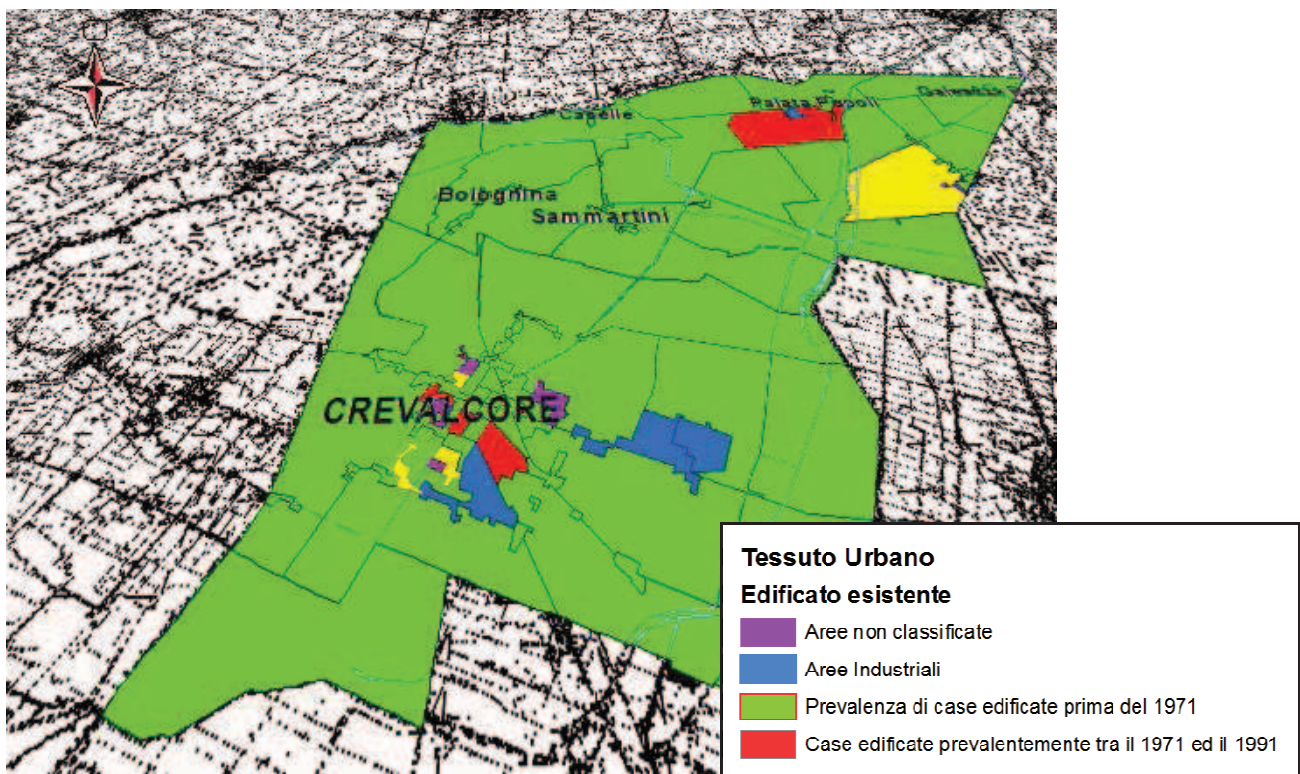 Caselle
Palata Pepoli
Galeazza
Bolognina
Sammartini
CREVALCORE
Tessuto Urbano
Edificato esistente
Aree non classificate
Aree Industriali
Prevalenza di case edificate prima del 1971
Case edificate prevalentemente tra il 1971 ed il 1991